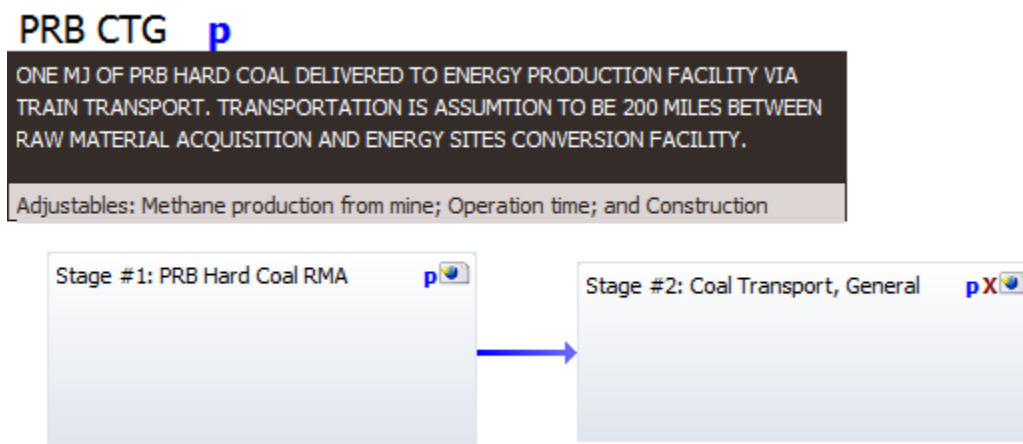 PRB CTG p
ONE MJ OF PRB HARD COAL DELIVERED TO ENERGY PRODUCTION FACILITY VIA
TRAIN TRANSPORT. TRANSPORTATION IS ASSUMTION TO BE 200 MILES BETWEEN
RAW MATERIAL ACQUISITION AND ENERGY SITES CONVERSION FACILITY.
Adjustables: Methane production from mine; Operation time; and Construction
Stage #1: PRB Hard Coal RMA p
Stage #2: Coal Transport, General p X